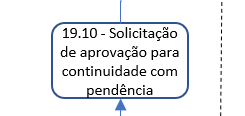 19.10 - Solicitação
de aprovação para
continuidade com
pendência